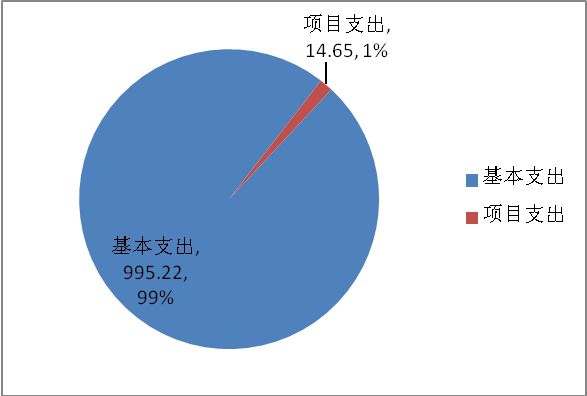 项目支出,
14.65, 1%
基本支出,
995.22,
99%
基本支出
项目支出